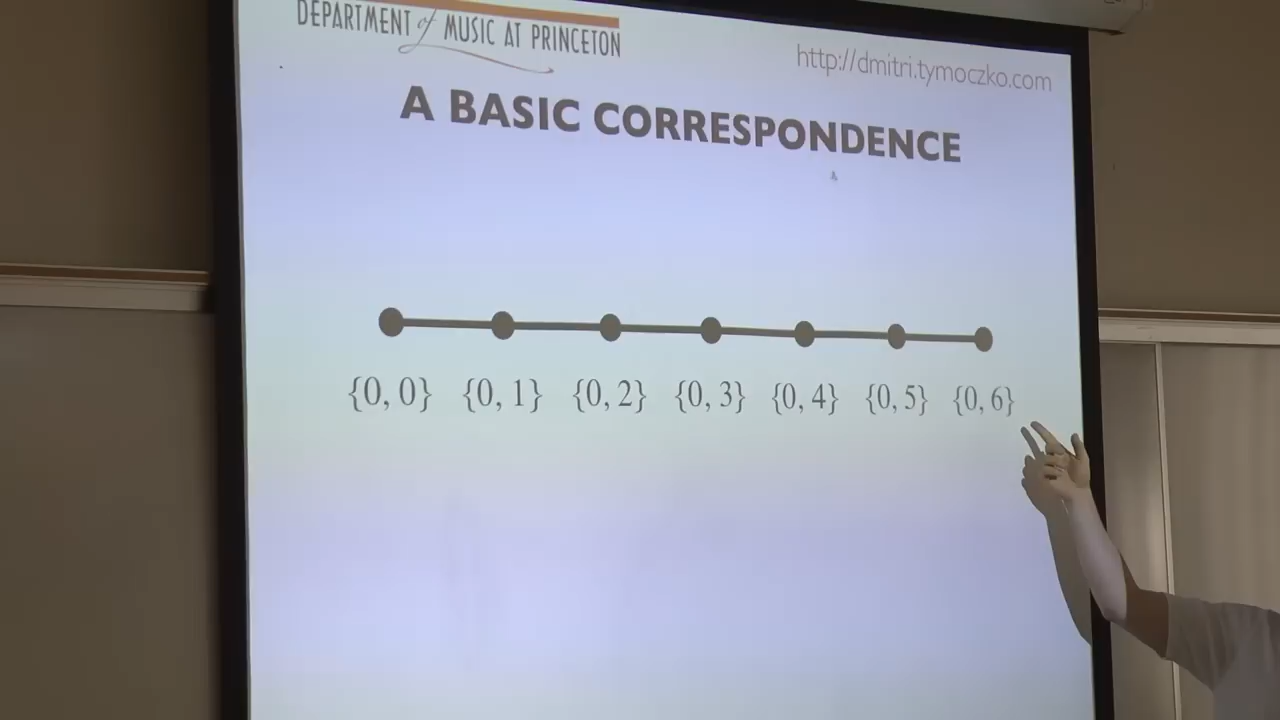 DEPARTMENT of MUSIC AT PRINCETON
http://dmitri.tymoczko.com
A BASIC CORRESPONDENCE
{0, 0} {0, 1} {0, 2} {0, 3} {0, 4} {0, 5} {0, 6}